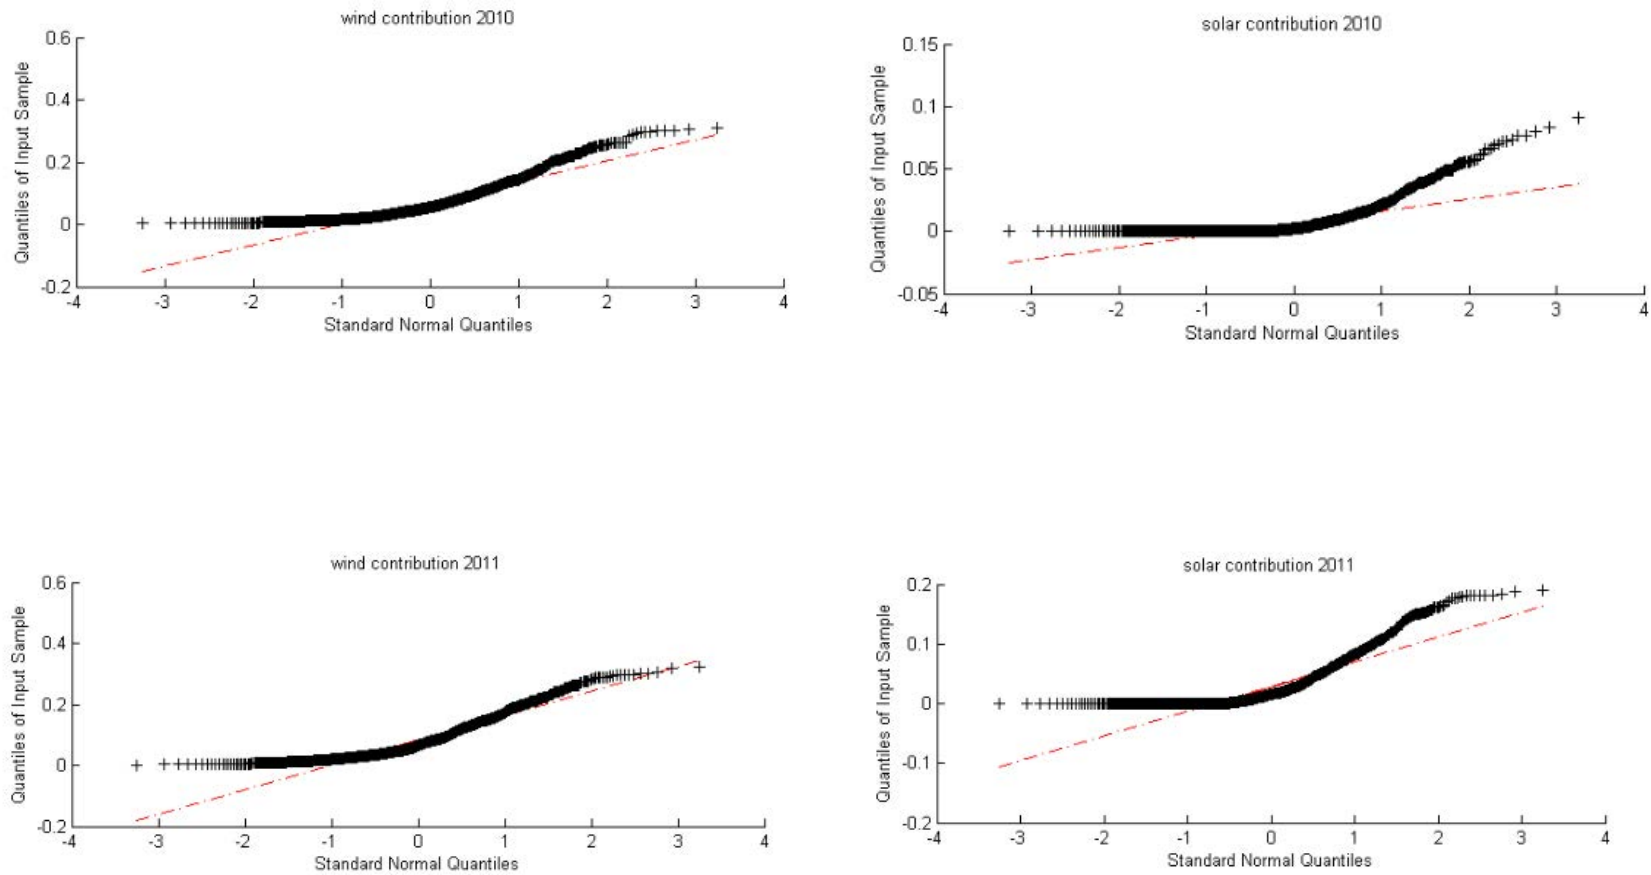 wind contribution 2010
0.6
0.4
0.2
0
-0.2
-4 -3 -2 -1 0 1 2 3 4
Standard Normal Quantiles
Quantiles of Input Sample
solar contribution 2010
0.15
0.1
0.05
0
-0.05
-4 -3 -2 -1 0 1 2 3 4
Standard Normal Quantiles
Quantiles of Input Sample
wind contribution 2011
0.6
0.4
0.2
0
-0.2
-4 -3 -2 -1 0 1 2 3 4
Standard Normal Quantiles
Quantiles of Input Sample
solar contribution 2011
0.2
0.1
0
-0.1
-0.2
-4 -3 -2 -1 0 1 2 3 4
Standard Normal Quantiles
Quantiles of Input Sample